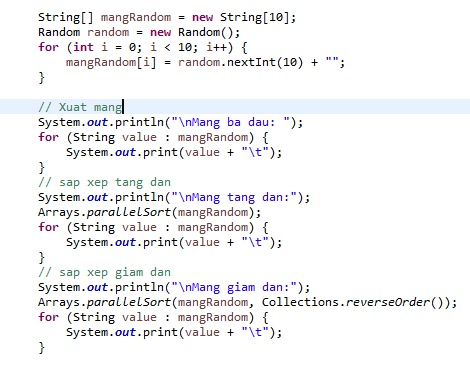 String[] mangRandom = new String[10];
Random random = new Random();
for (int i = 0; i < 10; i++) {
    mangRandom[i] = random.nextInt(10) + "";
}

// Xuat mang
System.out.println("\nMang ba dau: ");
for (String value : mangRandom) {
    System.out.print(value + "\t");
}
// sap xep tang dan
System.out.println("\nMang tang dan:");
Arrays.parallelSort(mangRandom);
for (String value : mangRandom) {
    System.out.print(value + "\t");
}
// sap xep giam dan
System.out.println("\nMang giam dan:");
Arrays.parallelSort(mangRandom, Collections.reverseOrder());
for (String value : mangRandom) {
    System.out.print(value + "\t");
}